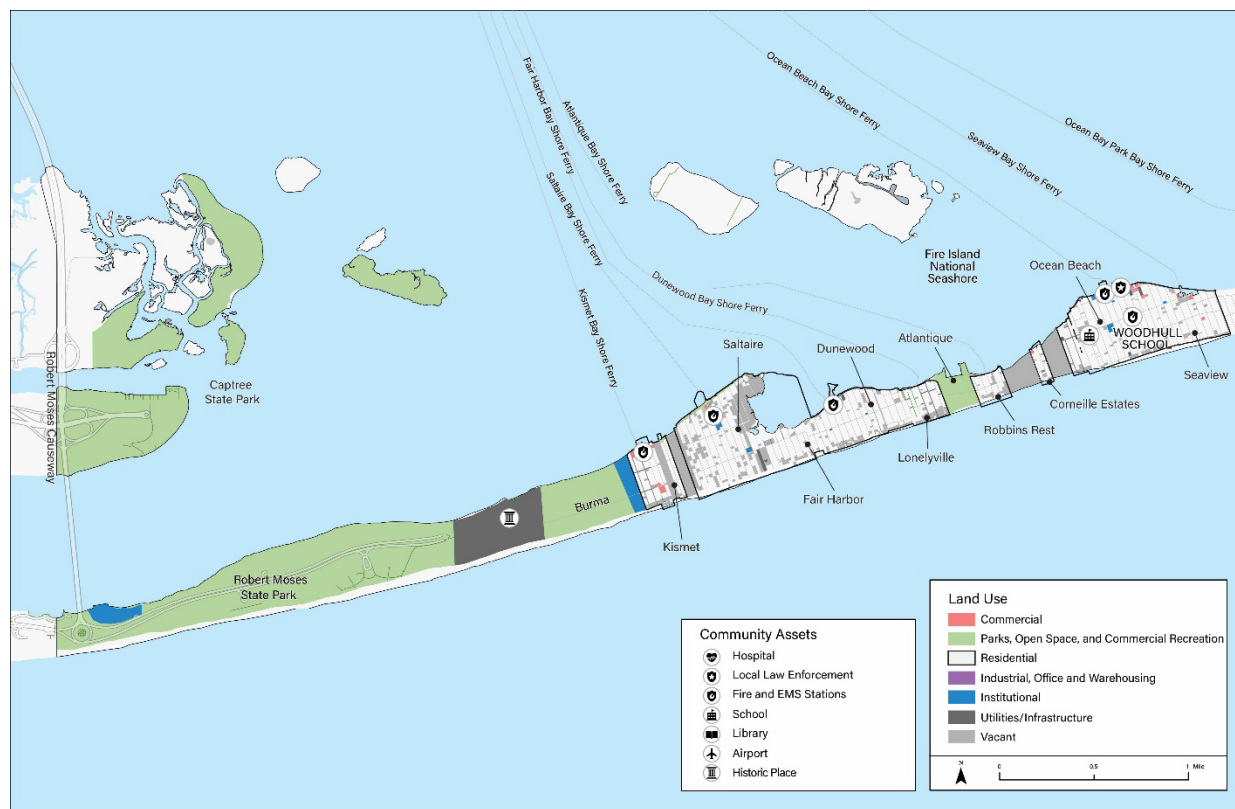 Ocean Beach Bay Shore Ferry
Fair Harbor Bay Shore Ferry
Atlantique Bay Shore Ferry
Seaview Bay Shore Ferry
Ocean Bay Park Bay Shore Ferry
Saltaire Bay Shore Ferry
Fire Island
National
Seashore
Ocean Beach
Dunewood Bay Shore Ferry
Kismet Bay Shore Ferry
WOODHULL
SCHOOL
Atlantique
Saltaire
Dunewood
Robert Moses Causeway
Captree
State Park
Seaview
Corneille Estates
Robbins Rest
Lonelyville
Fair Harbor
Burma
Kismet
Robert Moses
State Park
Community Assets
Hospital
Local Law Enforcement
Fire and EMS Stations
School
Library
Airport
Historic Place
Land Use
Commercial
Parks, Open Space, and Commercial Recreation
Residential
Industrial, Office and Warehousing
Institutional
Utilities/Infrastructure
Vacant
N
0 0.5 1 Mile